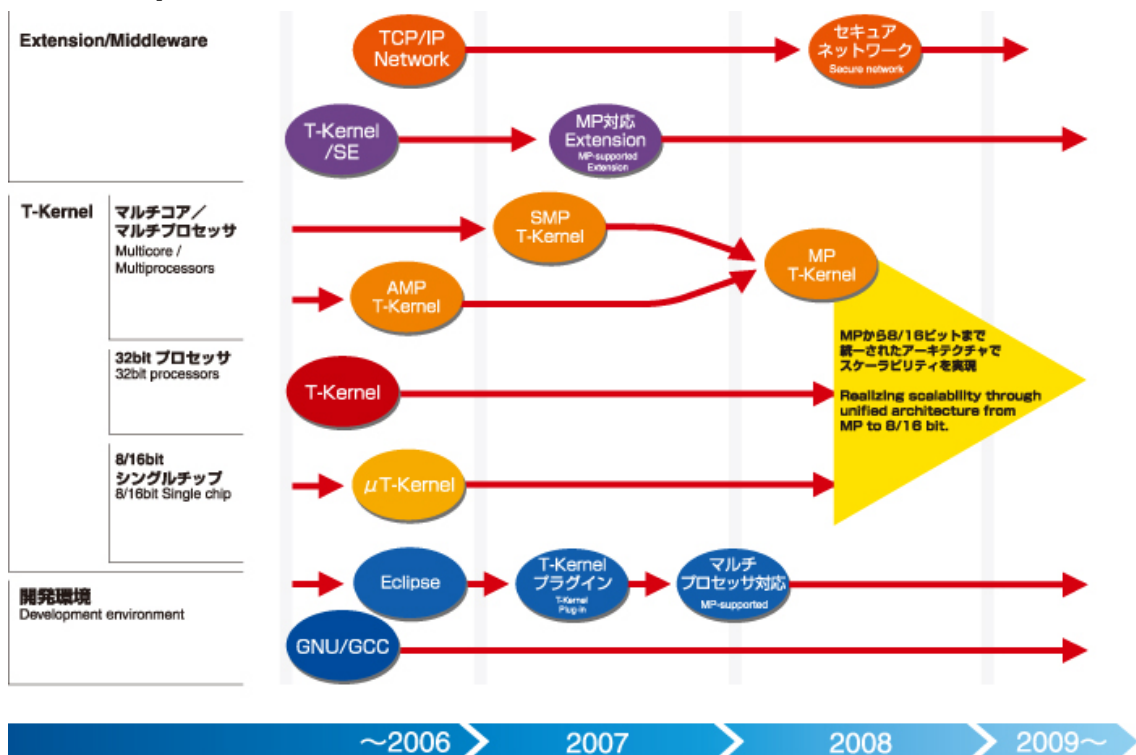 Extension/Middleware
TCP/IP
Network
セキュア
ネットワーク
Secure network
T-Kernel
/SE
MP対応
Extension
MP-supported
Extension
T-Kernel
マルチコア／
マルチプロセッサ
Multicore /
Multiprocessors
SMP
T-Kernel
MP
T-Kernel
AMP
T-Kernel
MPから8/16ビットまで
統一されたアーキテクチャで
スケーラビリティを実現
Realizing scalability through
unified architecture from
MP to 8/16 bit.
32bit プロセッサ
32bit processors
T-Kernel
8/16bit
シングルチップ
8/16bit Single chip
μT-Kernel
開発環境
Development environment
Eclipse
T-Kernel
プラグイン
T-Kernel
Plug-in
マルチ
プロセッサ対応
MP-supported
GNU/GCC
～2006
2007
2008
2009～